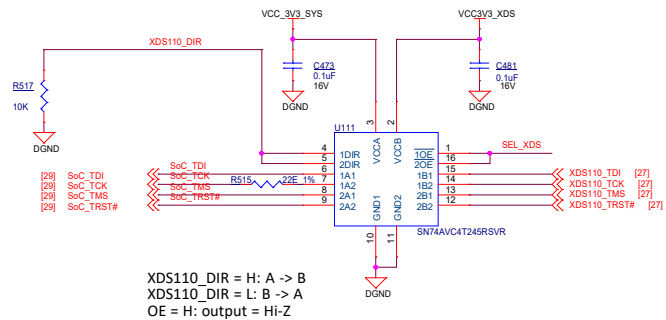 VCC_3V3_SYS
VCC3V3_XDS
XDS110_DIR
C473
0.1uF
16V
C481
0.1uF
16V
R517
10K
DGND
DGND
DGND
U111
3
2
VCCA
VCCB
4 1DIR
5 2DIR
1OE 1 SEL_XDS
2OE 16
[29] SoC_TDI SoC_TDI 6 1A1
1B1 15 XDS110_TDI [27]
[29] SoC_TCK SoC_TCK R515 22E 1% 7 1A2
1B2 14 XDS110_TCK [27]
[29] SoC_TMS SoC_TMS 8 2A1
2B1 13 XDS110_TMS [27]
[29] SoC_TRST# SoC_TRST# 9 2A2
2B2 12 XDS110_TRST# [27]
GND1
GND2
10
11
SN74AVC4T245RSVR
DGND
XDS110_DIR = H: A -> B
XDS110_DIR = L: B -> A
OE = H: output = Hi-Z